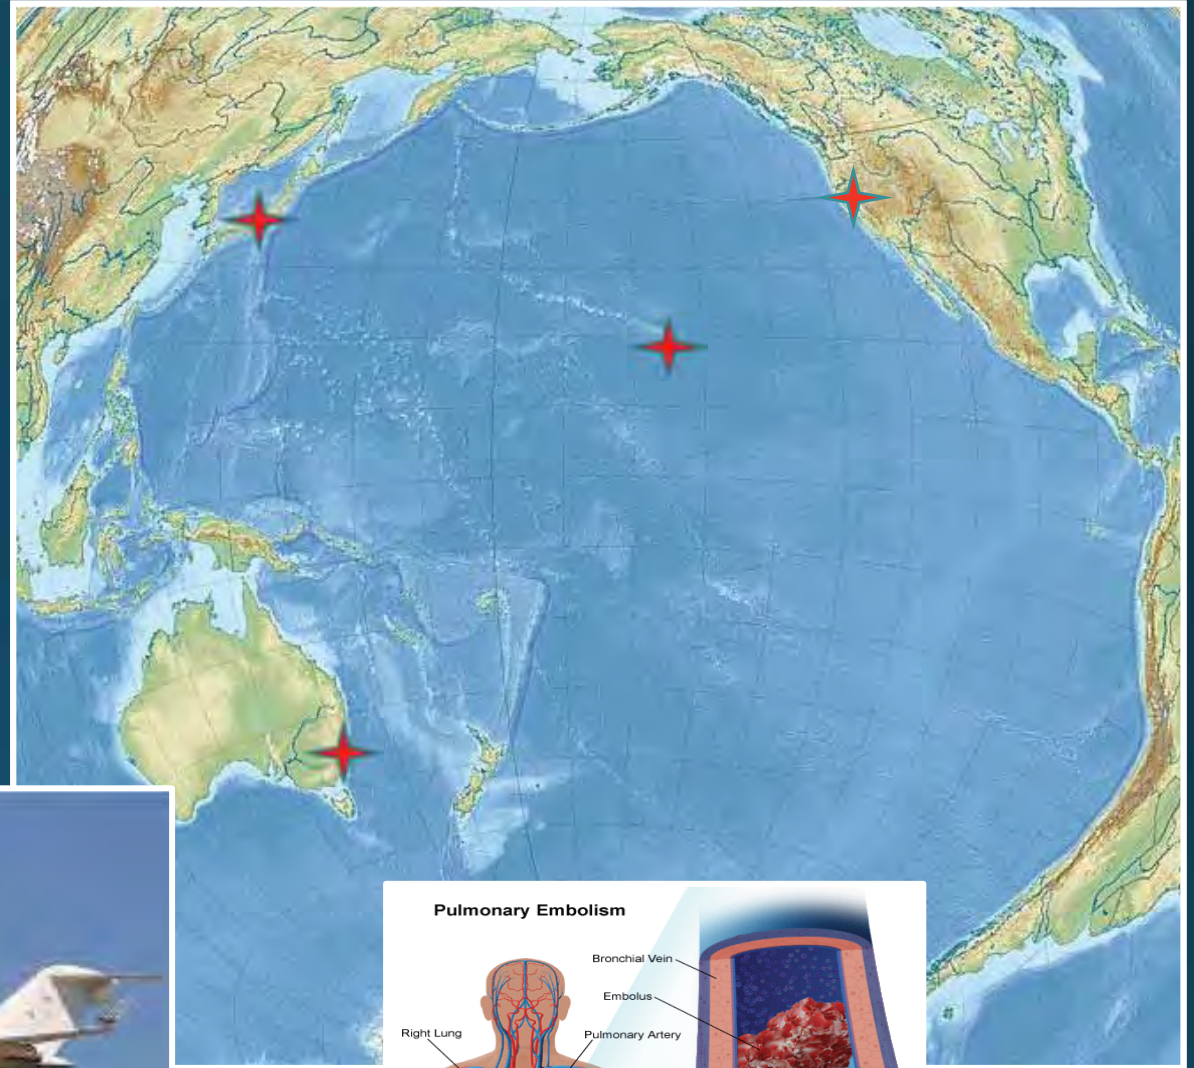 Pulmonary Embolism
Bronchial Vein
Embolus
Right Lung
Pulmonary Artery